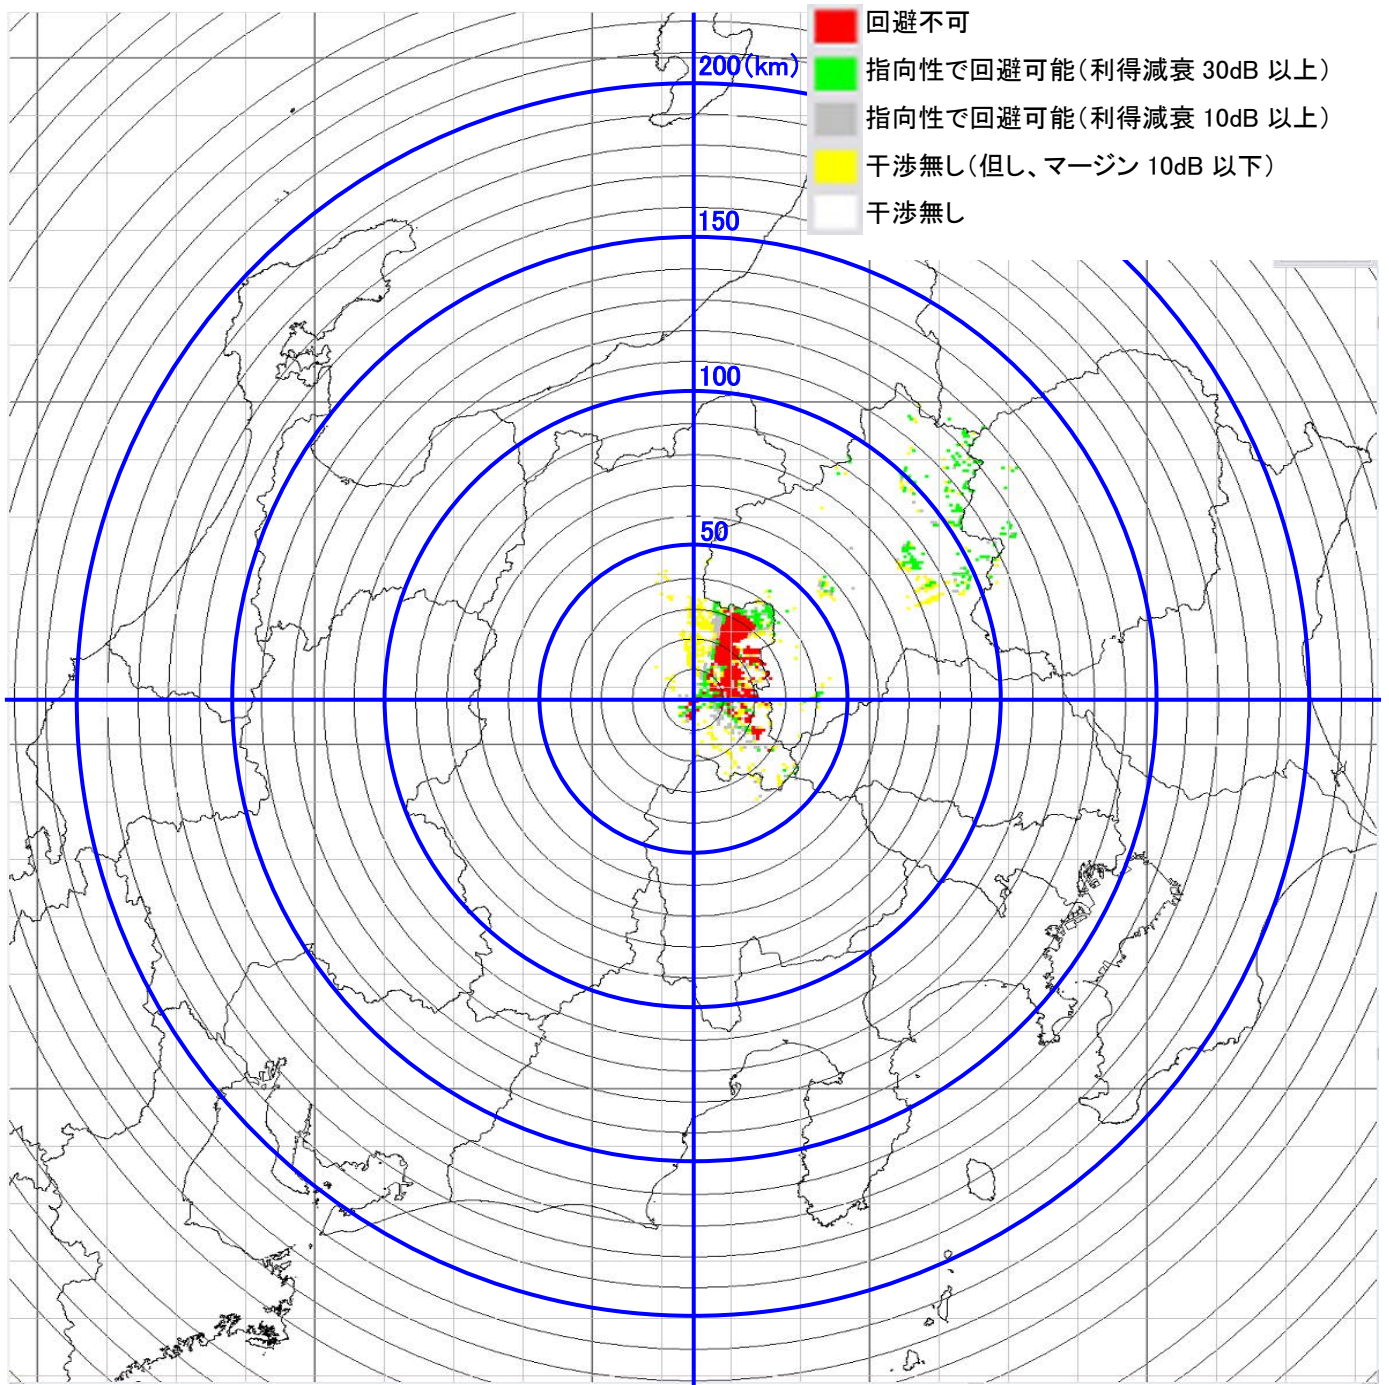 回避不可
指向性で回避可能(利得減衰 30dB 以上)
指向性で回避可能(利得減衰 10dB 以上)
干渉無し(但し、マージン 10dB 以下)
干渉無し
200(km)
150
100
50